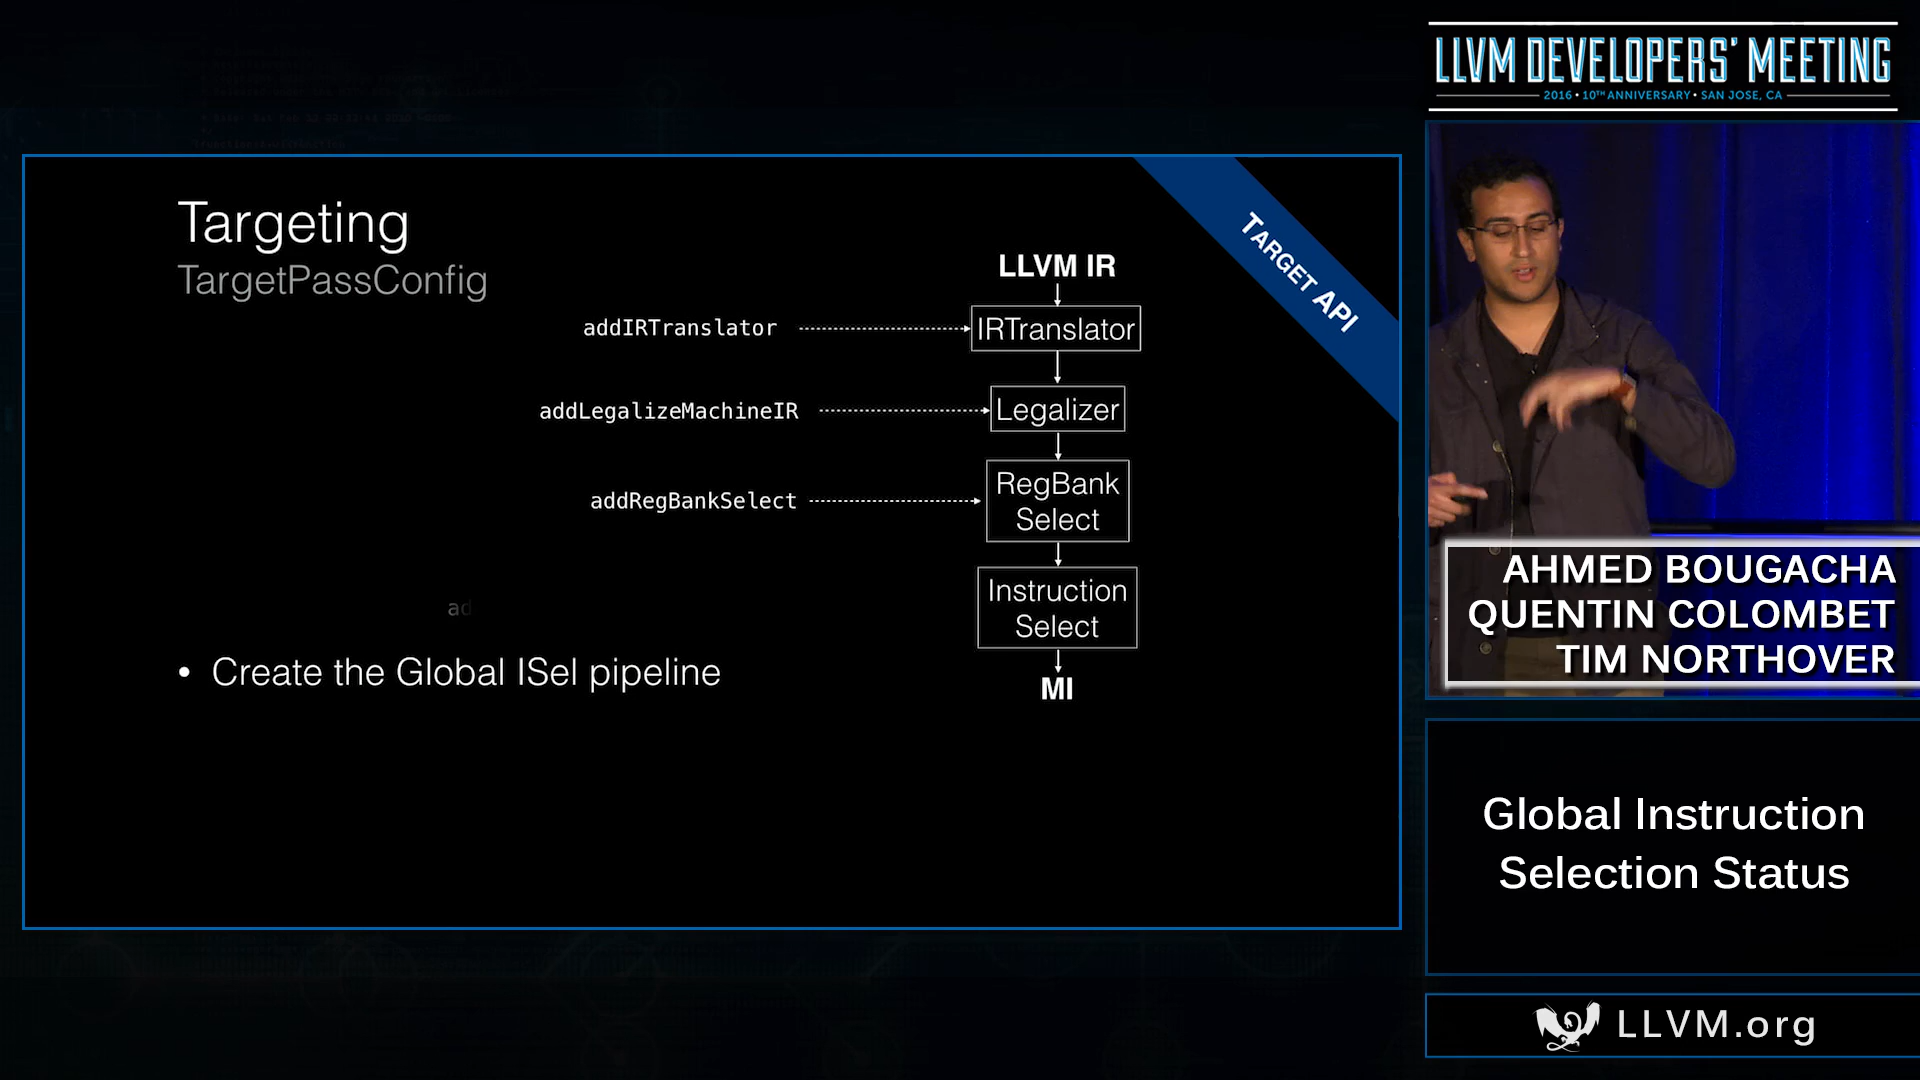 LLVM DEVELOPERS' MEETING
2016 • 10TH ANNIVERSARY • SAN JOSE, CA
Targeting
TargetPassConfig
TARGET API
LLVM IR
addIRTranslator
IRTranslator
addLegalizeMachineIR
Legalizer
addRegBankSelect
RegBank
Select
Instruction
Select
ad
• Create the Global ISel pipeline
MI
AHMED BOUGACHA
QUENTIN COLOMBET
TIM NORTHOVER
Global Instruction
Selection Status
LLVM.org